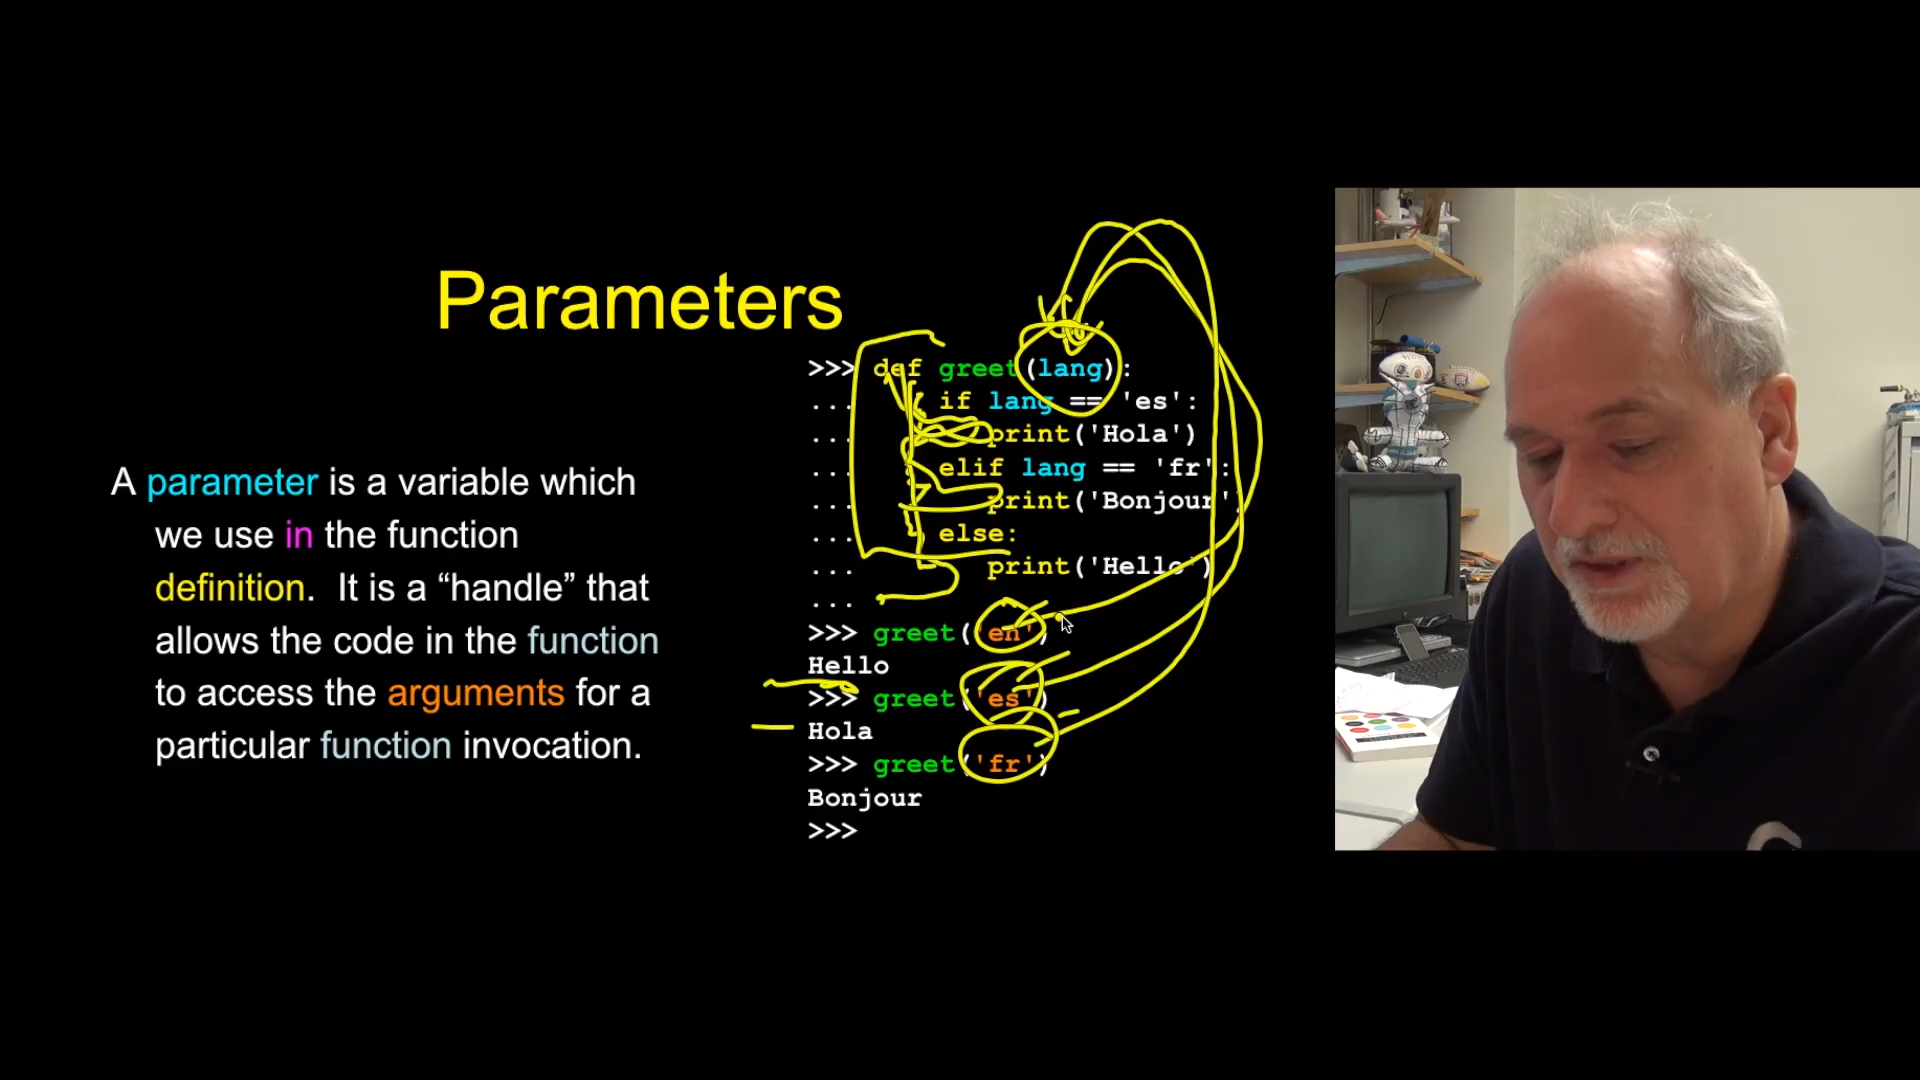 Parameters
A parameter is a variable which
we use in the function
definition. It is a “handle” that
allows the code in the function
to access the arguments for a
particular function invocation.
>>> def greet(lang):
... if lang == 'es':
... print('Hola')
... elif lang == 'fr':
... print('Bonjour'
... else:
... print('Hello')
...
>>> greet('en')
Hello
>>> greet('es')
Hola
>>> greet('fr')
Bonjour
>>>